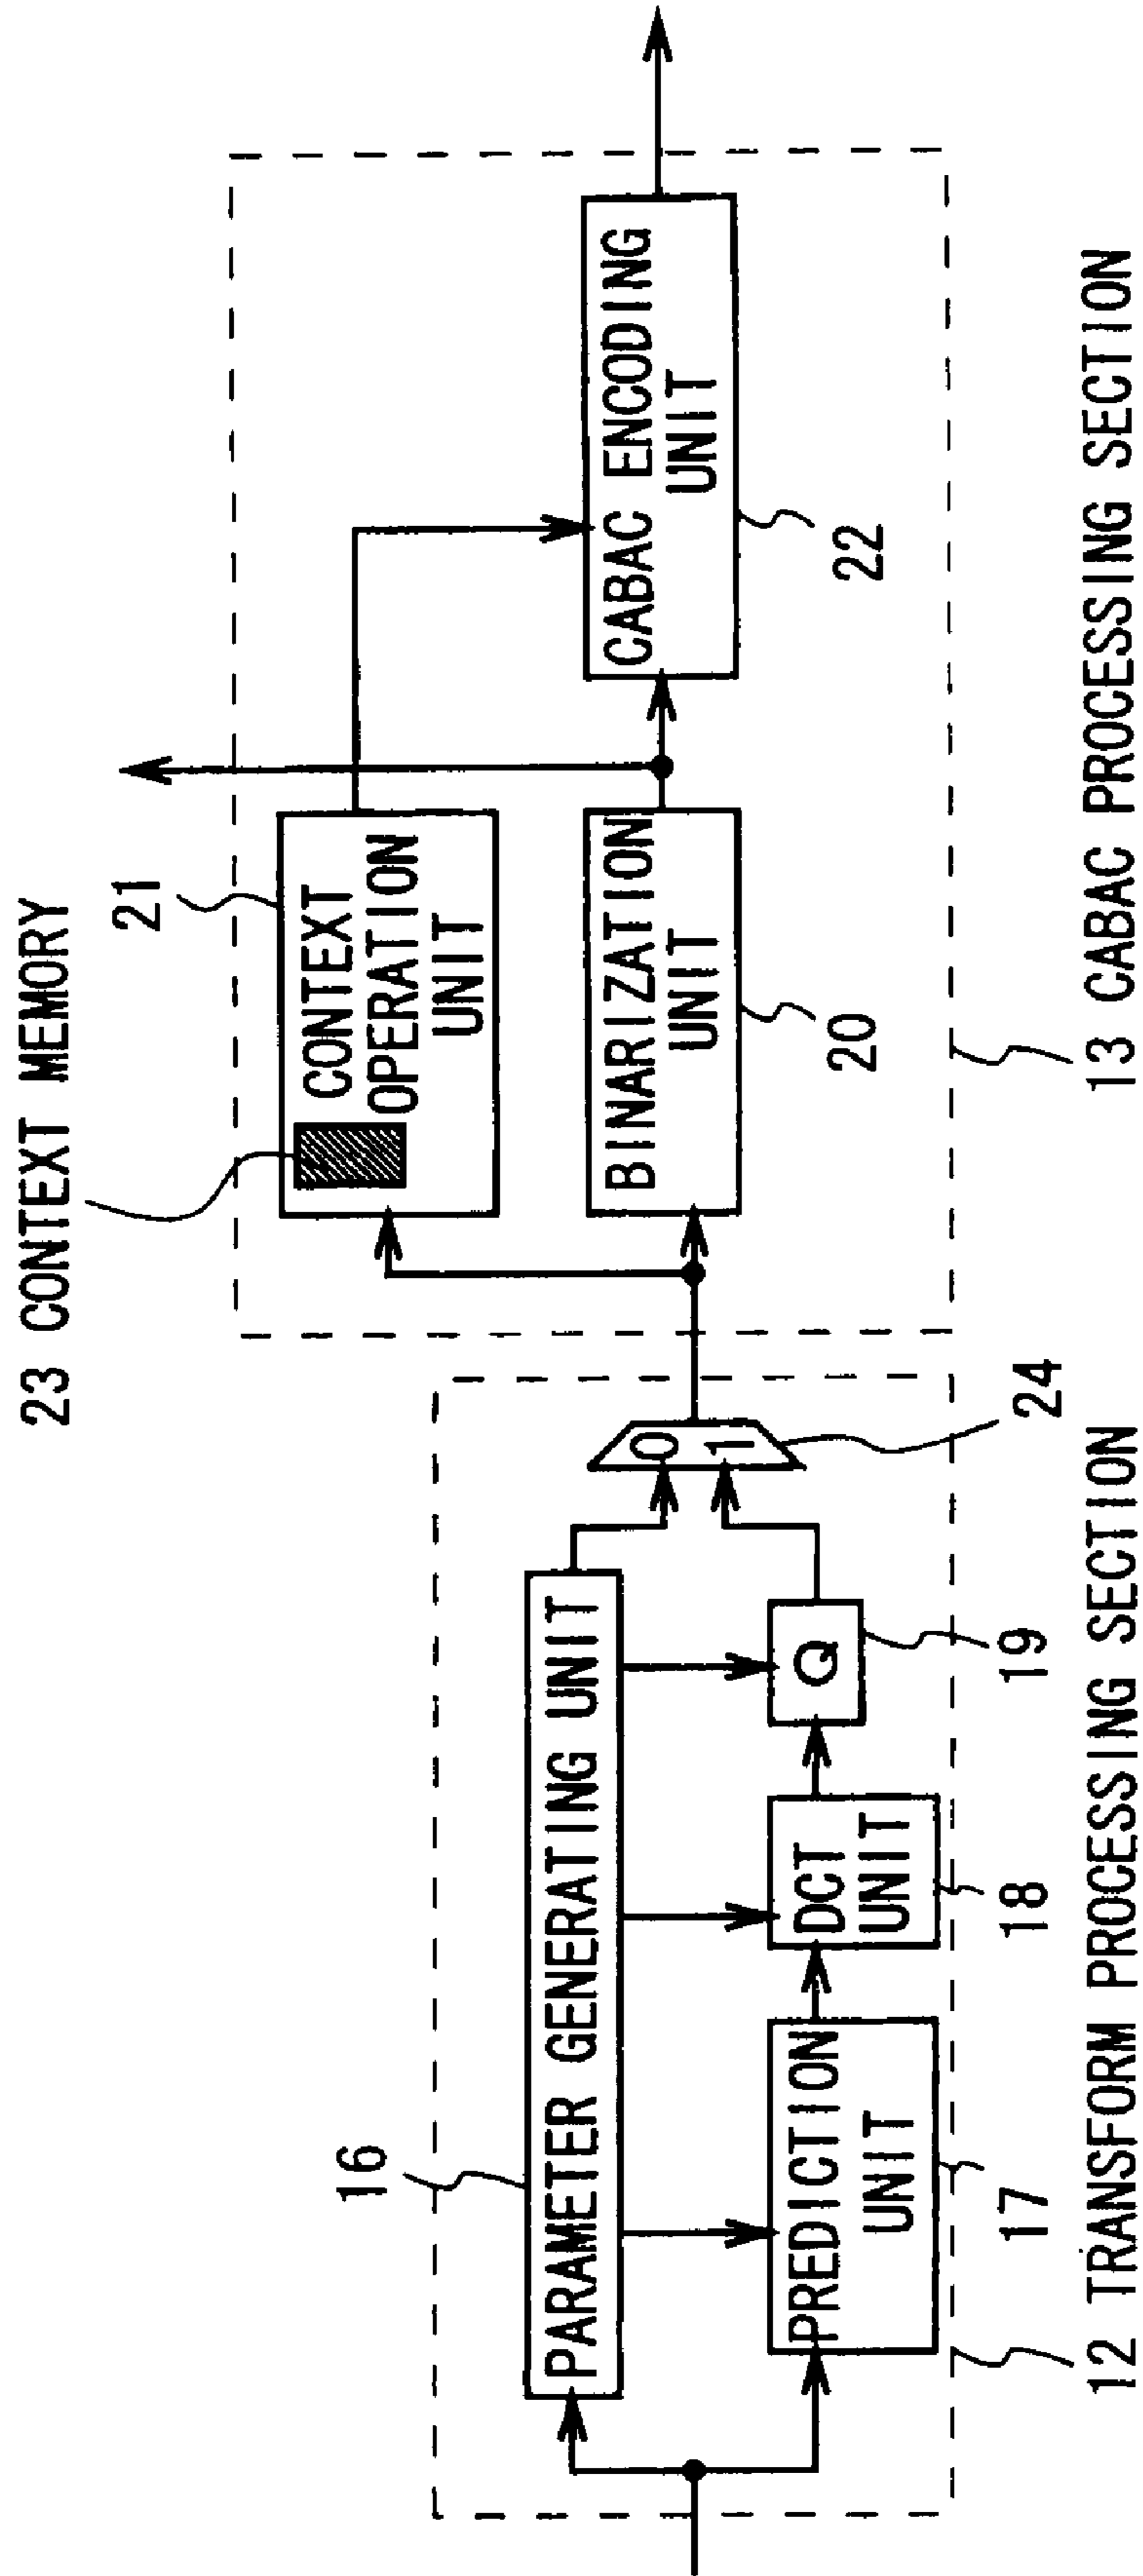 23 CONTEXT MEMORY
21
CONTEXT
OPERATION
UNIT
BINARIZATION
UNIT
20
CABAC ENCODING
UNIT
22
13 CABAC PROCESSING SECTION
16
PARAMETER GENERATING UNIT
PREDICTION
UNIT
17
DCT
UNIT
18
Q
19
0
1
24
12 TRANSFORM PROCESSING SECTION